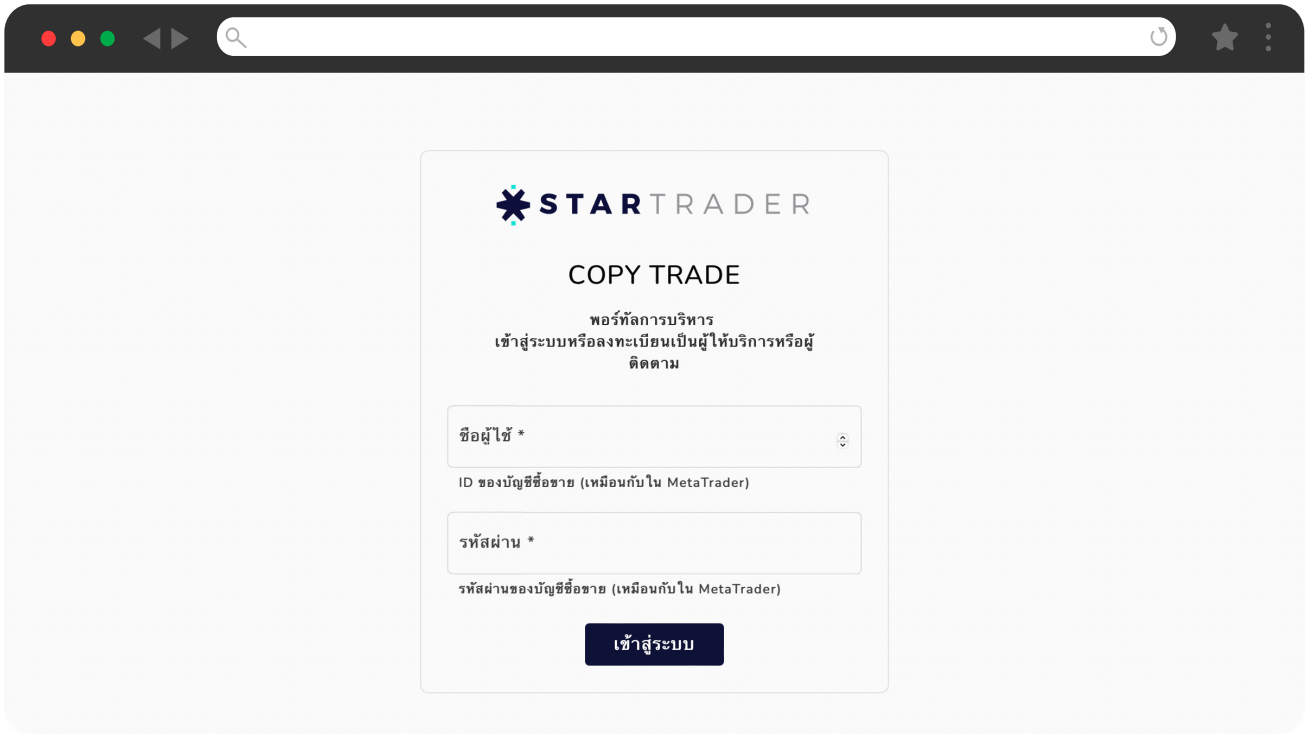 STARTRADER
COPY TRADE
พอร์ทัลการบริหาร
เข้าสู่ระบบหรือลงทะเบียนเป็นผู้ให้บริการหรือผู้
ติดตาม
ชื่อผู้ใช้ *
ID ของบัญชีซื้อขาย (เหมือนกับใน MetaTrader)
รหัสผ่าน *
รหัสผ่านของบัญชีซื้อขาย (เหมือนกับใน MetaTrader)
เข้าสู่ระบบ